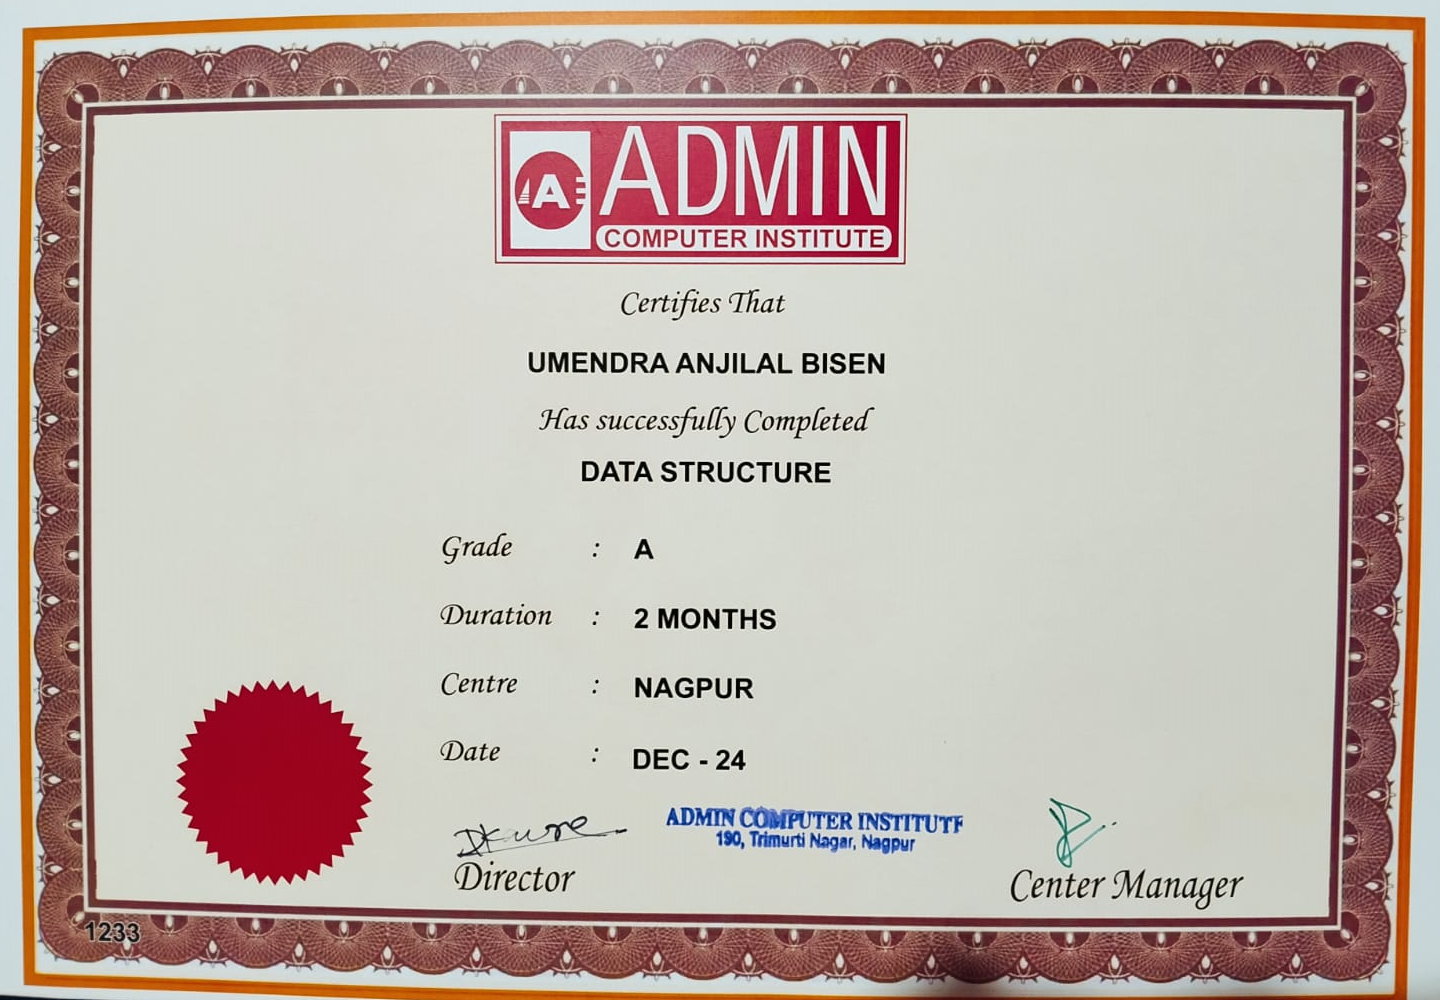 A
ADMIN
COMPUTER INSTITUTE
Certifies That
UMENDRA ANJILAL BISEN
Has successfully Completed
DATA STRUCTURE
Grade : A
Duration : 2 MONTHS
Centre : NAGPUR
Date : DEC - 24
ADMIN COMPUTER INSTITUTE
190, Trimurti Nagar, Nagpur
Director
Center Manager
1233